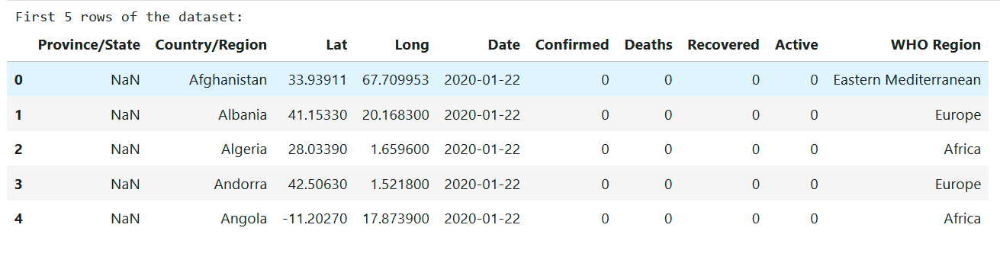 First 5 rows of the dataset:
Province/State Country/Region Lat Long Date Confirmed Deaths Recovered Active WHO Region
0 NaN Afghanistan 33.93911 67.709953 2020-01-22 0 0 0 0 Eastern Mediterranean
1 NaN Albania 41.15330 20.168300 2020-01-22 0 0 0 0 Europe
2 NaN Algeria 28.03390 1.659600 2020-01-22 0 0 0 0 Africa
3 NaN Andorra 42.50630 1.521800 2020-01-22 0 0 0 0 Europe
4 NaN Angola -11.20270 17.873900 2020-01-22 0 0 0 0 Africa